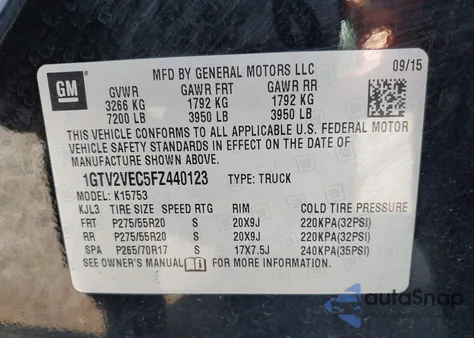 MFD BY GENERAL MOTORS LLC 09/15
GM GVWR GAWR FRT GAWR RR
3266 KG 1792 KG 1792 KG
7200 LB 3950 LB 3950 LB
THIS VEHICLE CONFORMS TO ALL APPLICABLE U.S. FEDERAL MOTOR
VEHICLE SAFETY STANDARDS IN EFFECT ON THE DATE OF
MANUFACTURE SHOWN ABOVE.
1GTV2VEC5FZ440123 TYPE: TRUCK
MODEL: K15753
KJL3 TIRE SIZE SPEED RTG RIM COLD TIRE PRESSURE
FRT P275/55R20 S 20X9J 220KPA(32PSI)
RR P275/55R20 S 20X9J 220KPA(32PSI)
SPA P265/70R17 S 17X7.5J 240KPA(35PSI)
SEE OWNER'S MANUAL FOR MORE INFORMATION.
autoSnap